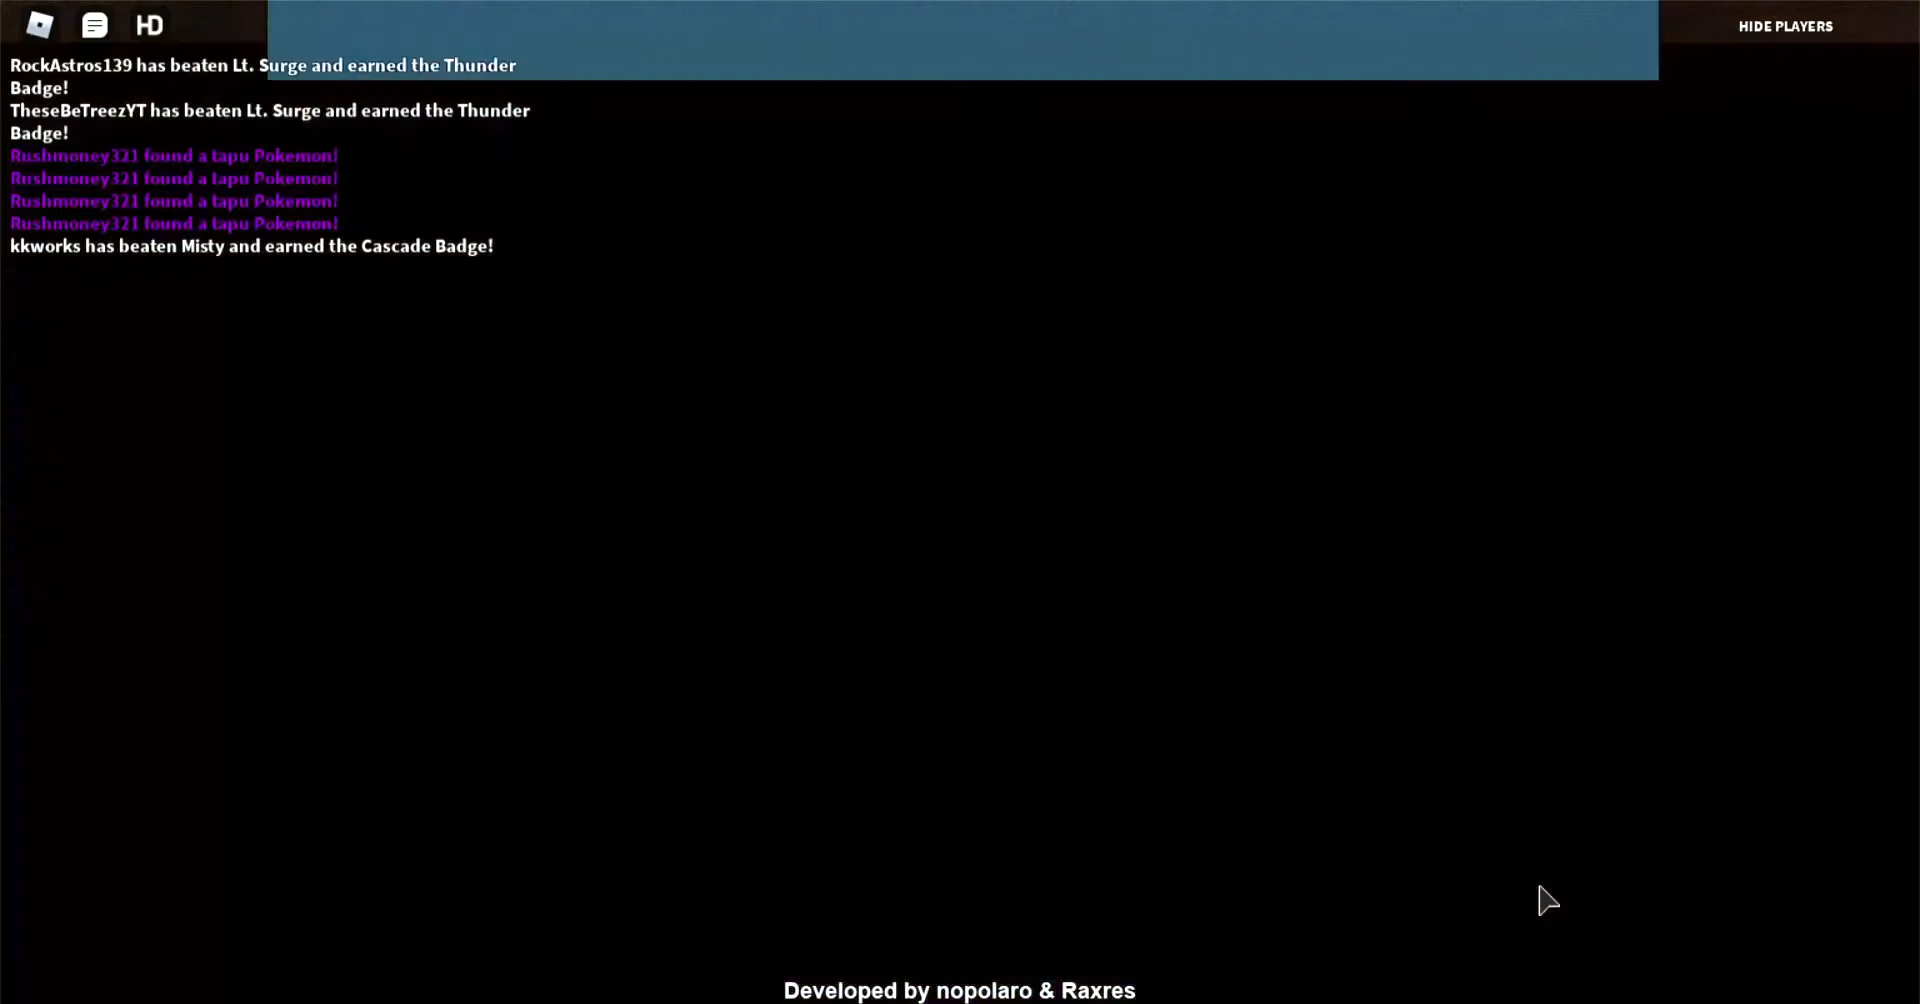 HD
HIDE PLAYERS
RockAstros139 has beaten Lt. Surge and earned the Thunder
Badge!
TheseBeTreezYT has beaten Lt. Surge and earned the Thunder
Badge!
Rushmoney321 found a tapu Pokemon!
Rushmoney321 found a tapu Pokemon!
Rushmoney321 found a tapu Pokemon!
Rushmoney321 found a tapu Pokemon!
kkworks has beaten Misty and earned the Cascade Badge!
Developed by nopolaro & Raxres